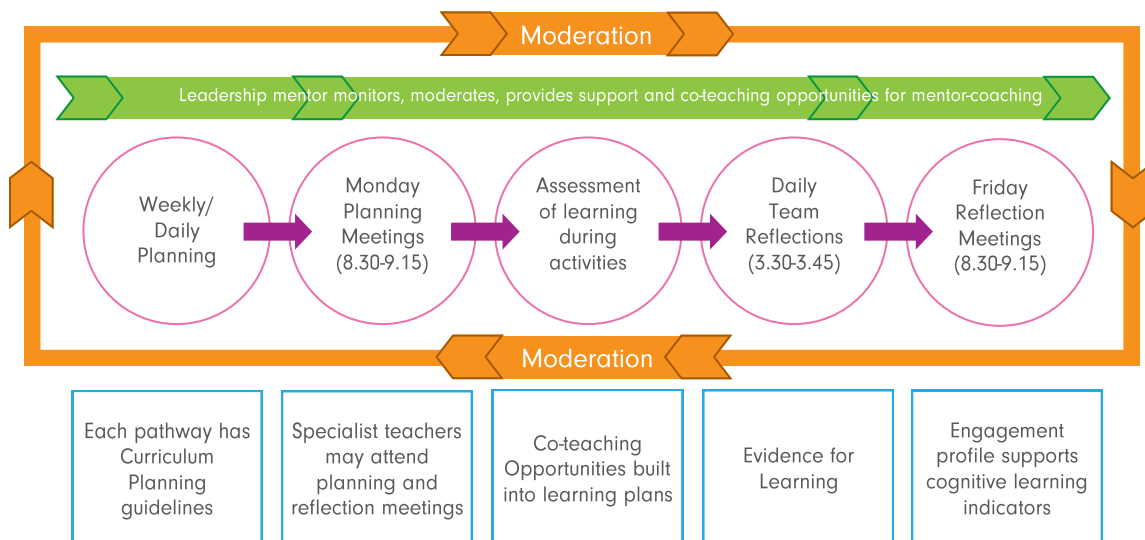 Moderation
Leadership mentor monitors, moderates, provides support and co-teaching opportunities for mentor-coaching
Weekly/
Daily
Planning
Monday
Planning
Meetings
(8.30-9.15)
Assessment
of learning
during
activities
Daily
Team
Reflections
(3.30-3.45)
Friday
Reflection
Meetings
(8.30-9.15)
Moderation
Each pathway has
Curriculum
Planning
guidelines
Specialist teachers
may attend
planning and
reflection meetings
Co-teaching
Opportunities built
into learning plans
Evidence for
Learning
Engagement
profile supports
cognitive learning
indicators